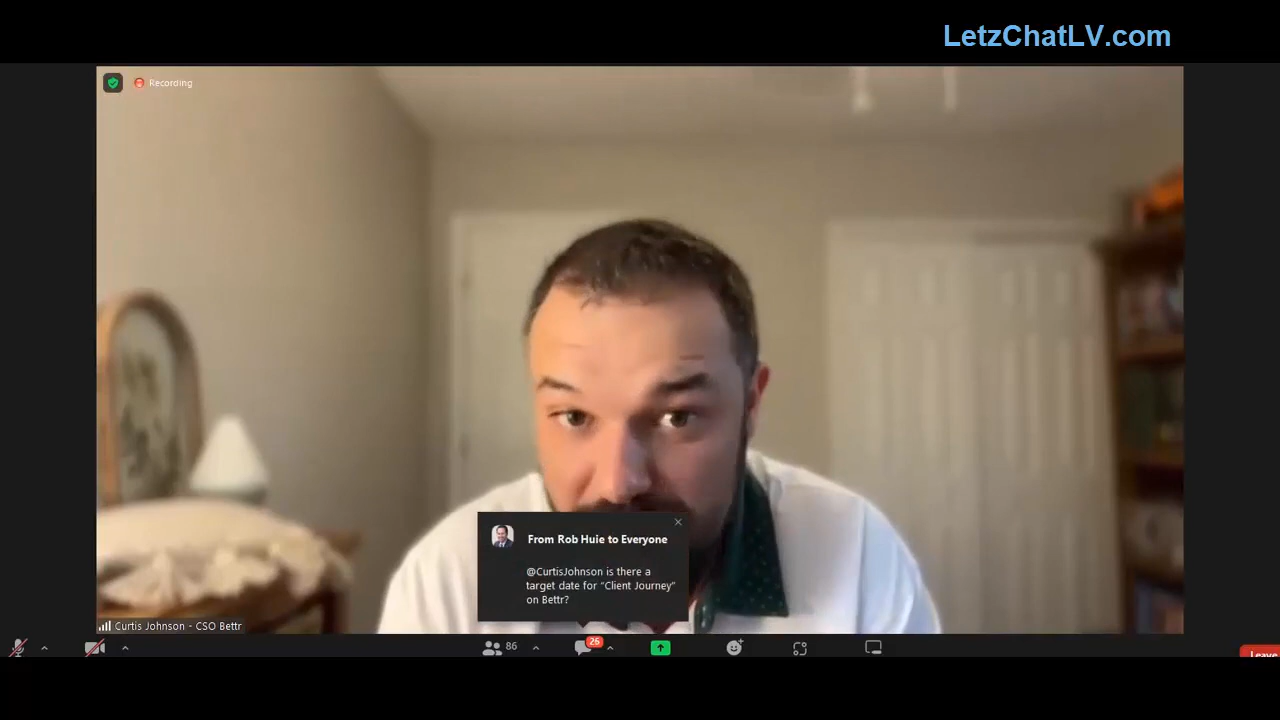 LetzChatLV.com
Recording
From Rob Huie to Everyone
@CurtisJohnson is there a
target date for "Client Journey"
on Bettr?
Curtis Johnson - CSO Bettr
86
26
Leave